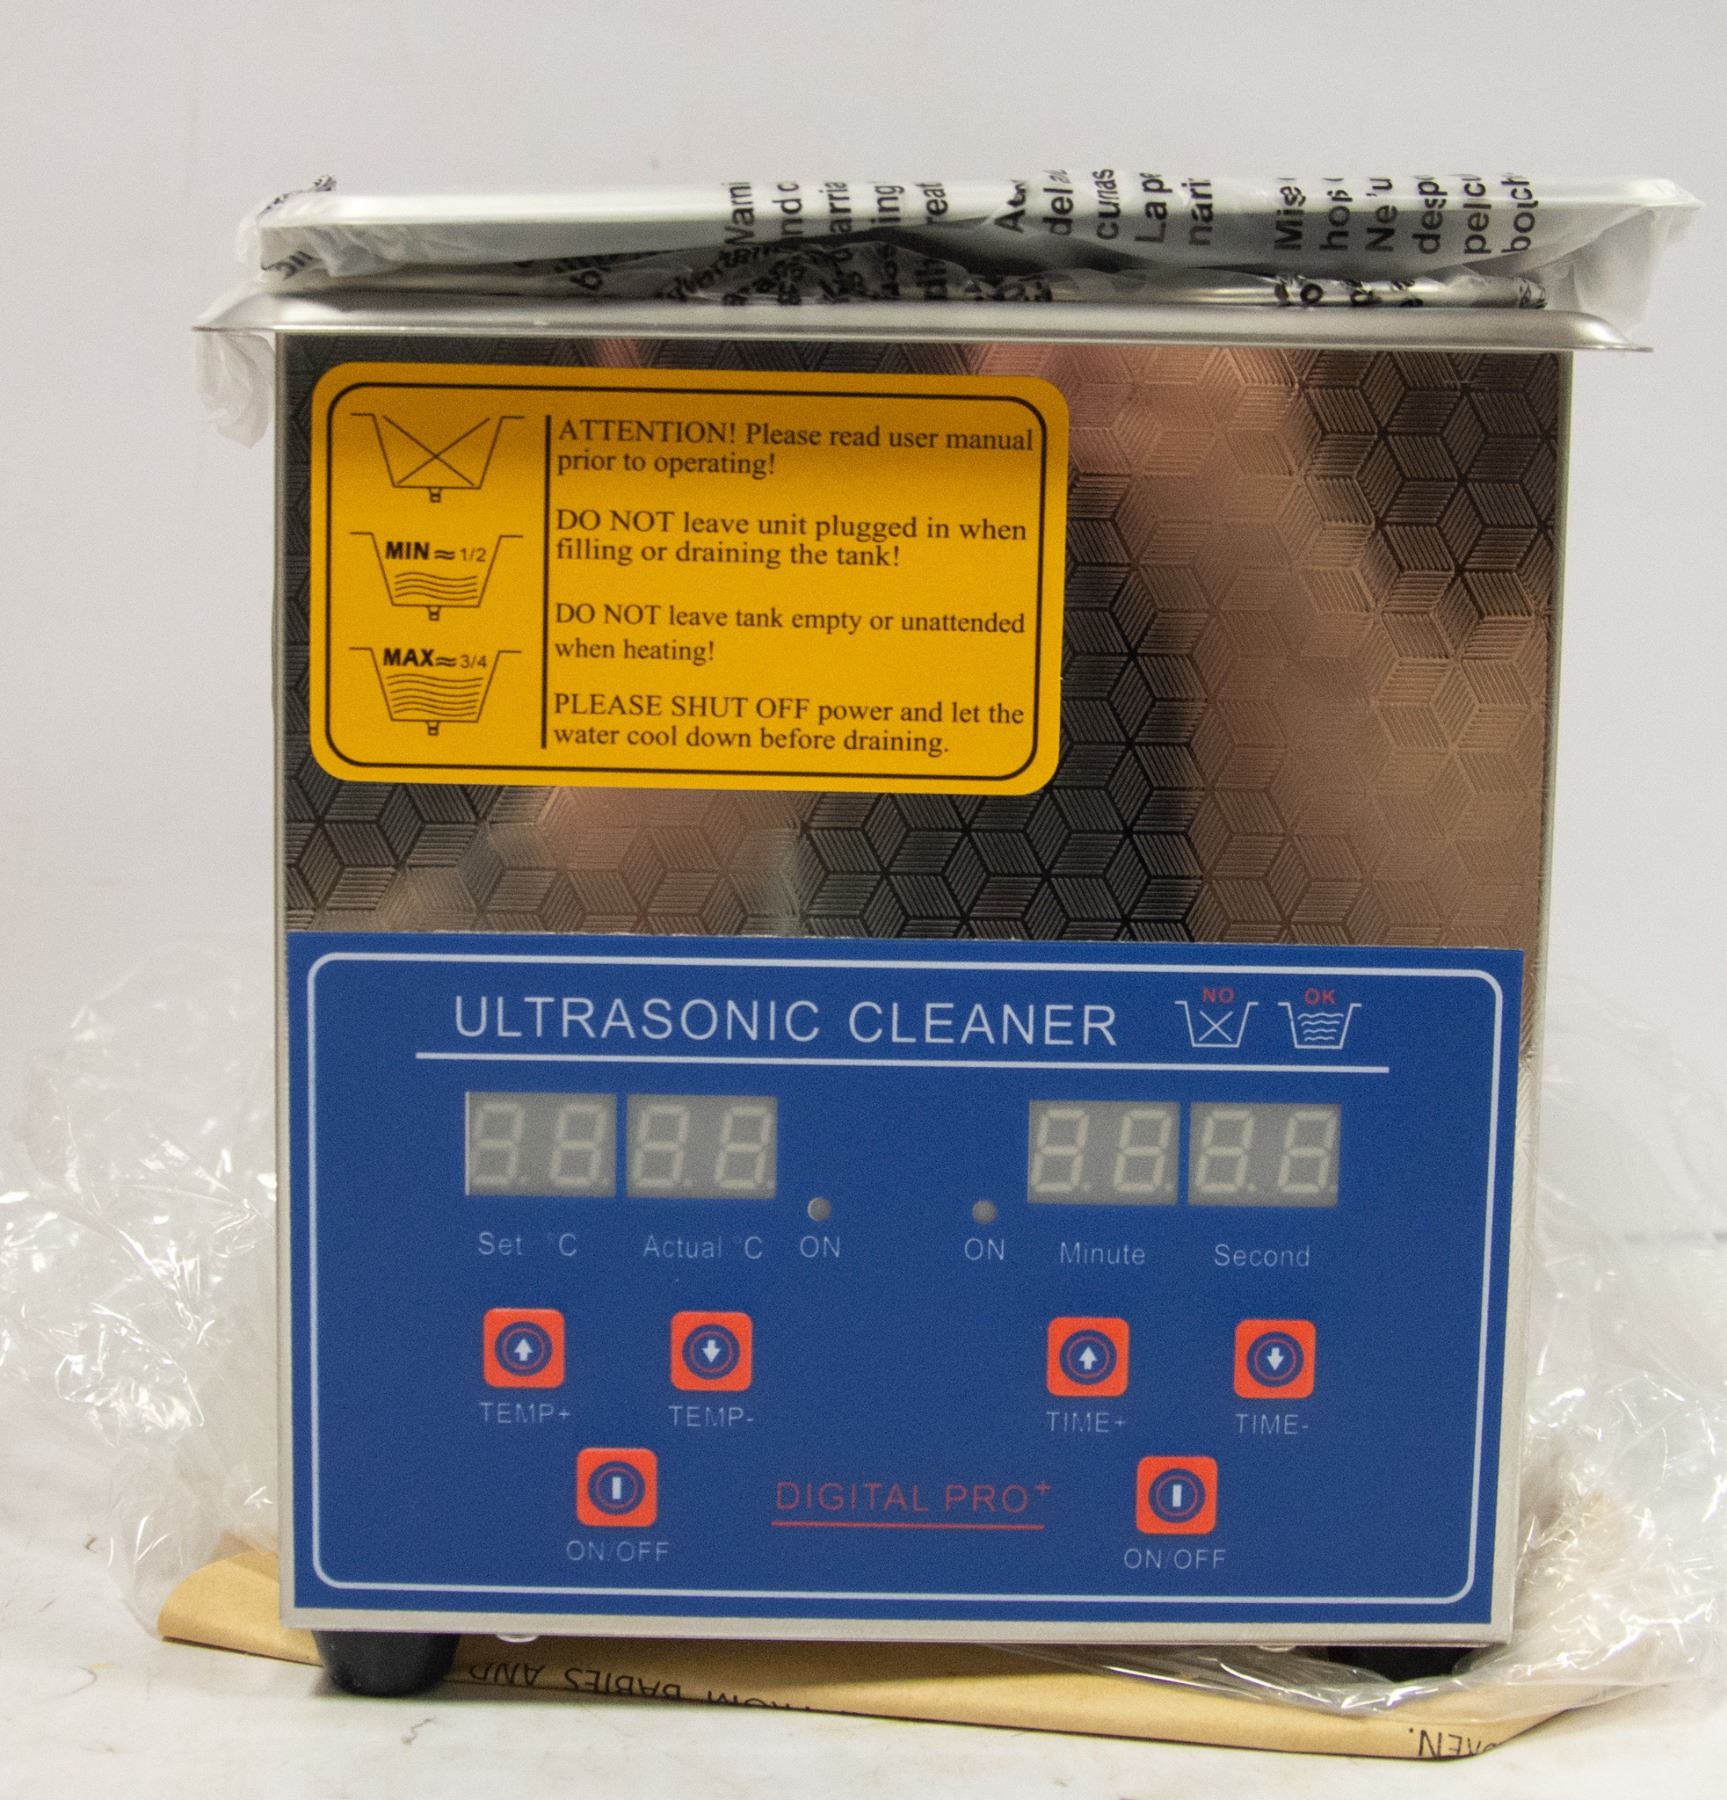 ATTENTION! Please read user manual
prior to operating!
DO NOT leave unit plugged in when
filling or draining the tank!
DO NOT leave tank empty or unattended
when heating!
PLEASE SHUT OFF power and let the
water cool down before draining.
MIN≈1/2
MAX≈3/4
ULTRASONIC CLEANER
NO
OK
Set °C
Actual °C
ON
ON
Minute
Second
TEMP+
TEMP-
TIME+
TIME-
ON/OFF
DIGITAL PRO+
ON/OFF
BABIES AND